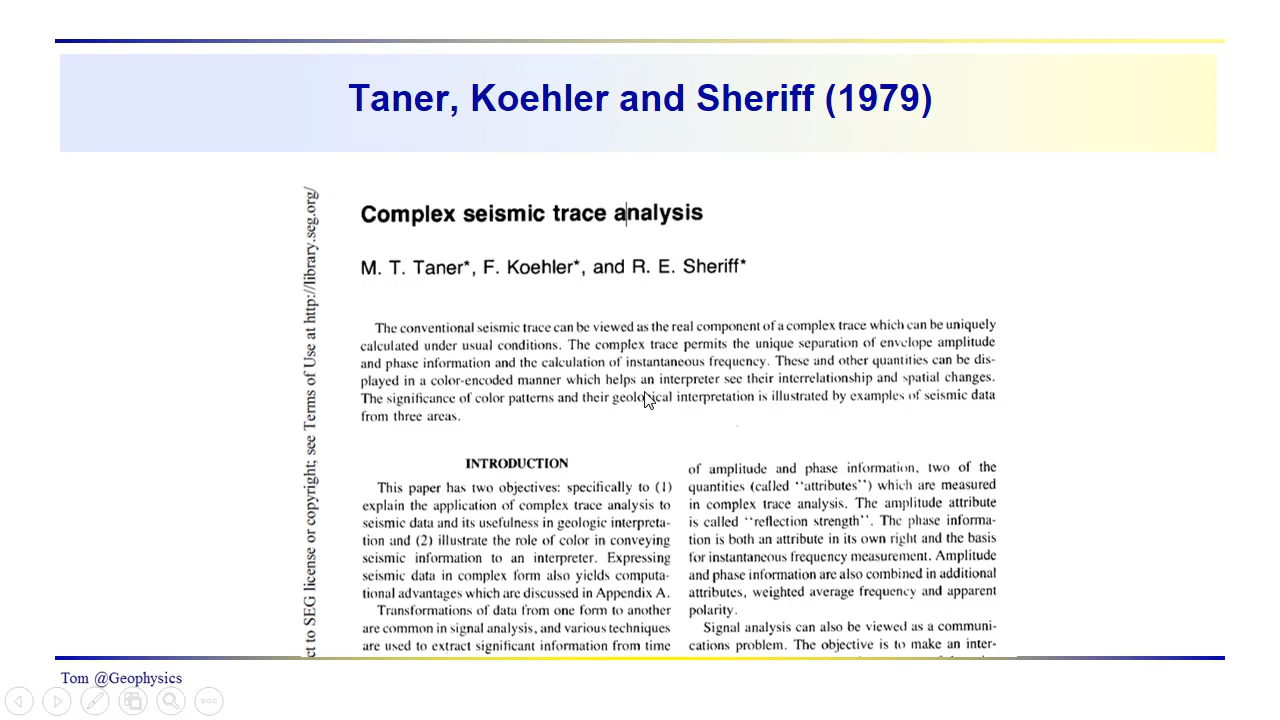 Taner, Koehler and Sheriff (1979)
ct to SEG license or copyright; see Terms of Use at http://library.seg.org/
Complex seismic trace analysis
M. T. Taner*, F. Koehler*, and R. E. Sheriff*
The conventional seismic trace can be viewed as the real component of a complex trace which can be uniquely
calculated under usual conditions. The complex trace permits the unique separation of envelope amplitude
and phase information and the calculation of instantaneous frequency. These and other quantities can be dis-
played in a color-encoded manner which helps an interpreter see their interrelationship and spatial changes.
The significance of color patterns and their geological interpretation is illustrated by examples of seismic data
from three areas.
INTRODUCTION
This paper has two objectives: specifically to (1)
explain the application of complex trace analysis to
seismic data and its usefulness in geologic interpreta-
tion and (2) illustrate the role of color in conveying
seismic information to an interpreter. Expressing
seismic data in complex form also yields computa-
tional advantages which are discussed in Appendix A.
Transformations of data from one form to another
are common in signal analysis, and various techniques
are used to extract significant information from time
of amplitude and phase information, two of the
quantities (called "attributes") which are measured
in complex trace analysis. The amplitude attribute
is called "reflection strength". The phase informa-
tion is both an attribute in its own right and the basis
for instantaneous frequency measurement. Amplitude
and phase information are also combined in additional
attributes, weighted average frequency and apparent
polarity.
Signal analysis can also be viewed as a communi-
cations problem. The objective is to make an inter-
Tom @Geophysics